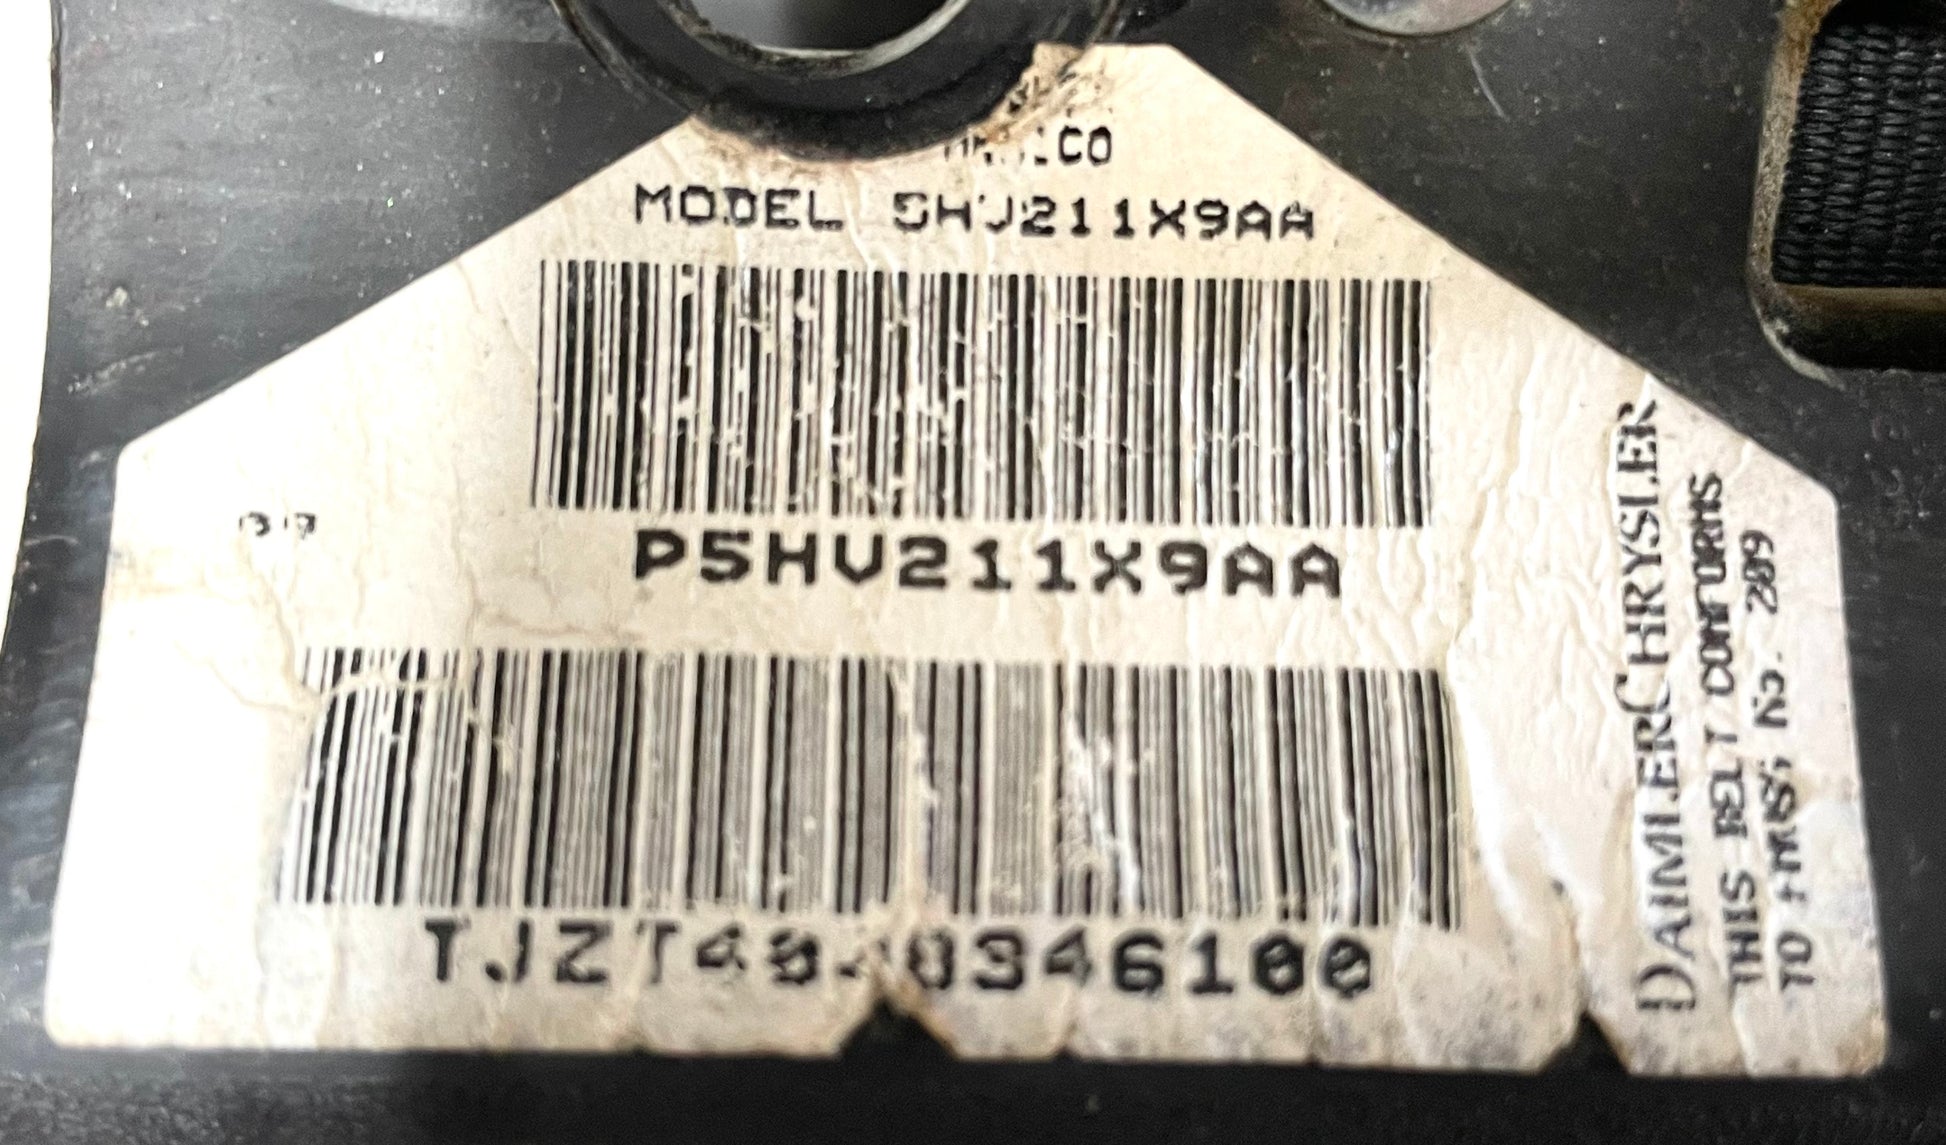 MODEL 5HV211X9AA
P5HV211X9AA
DAIMLERCHRYSLER
THIS BELT CONFORMS
TO FMVSS No. 209